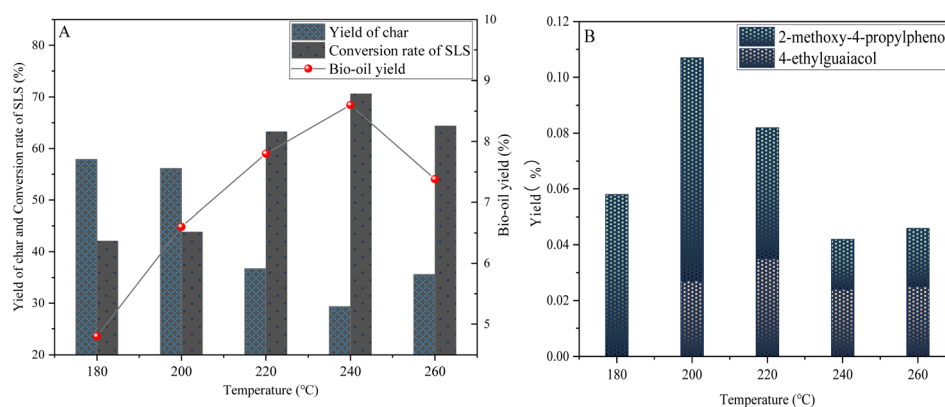 A
Yield of char
Conversion rate of SLS
Bio-oil yield
Yield of char and Conversion rate of SLS (%)
85
80
70
60
50
40
30
20
10
9
8
7
6
5
Bio-oil yield (%)
180
200
220
240
260
Temperature (℃)
B
2-methoxy-4-propylpheno
4-ethylguaiacol
Yield( %)
0.12
0.10
0.08
0.06
0.04
0.02
0.00
180
200
220
240
260
Temperature (℃)